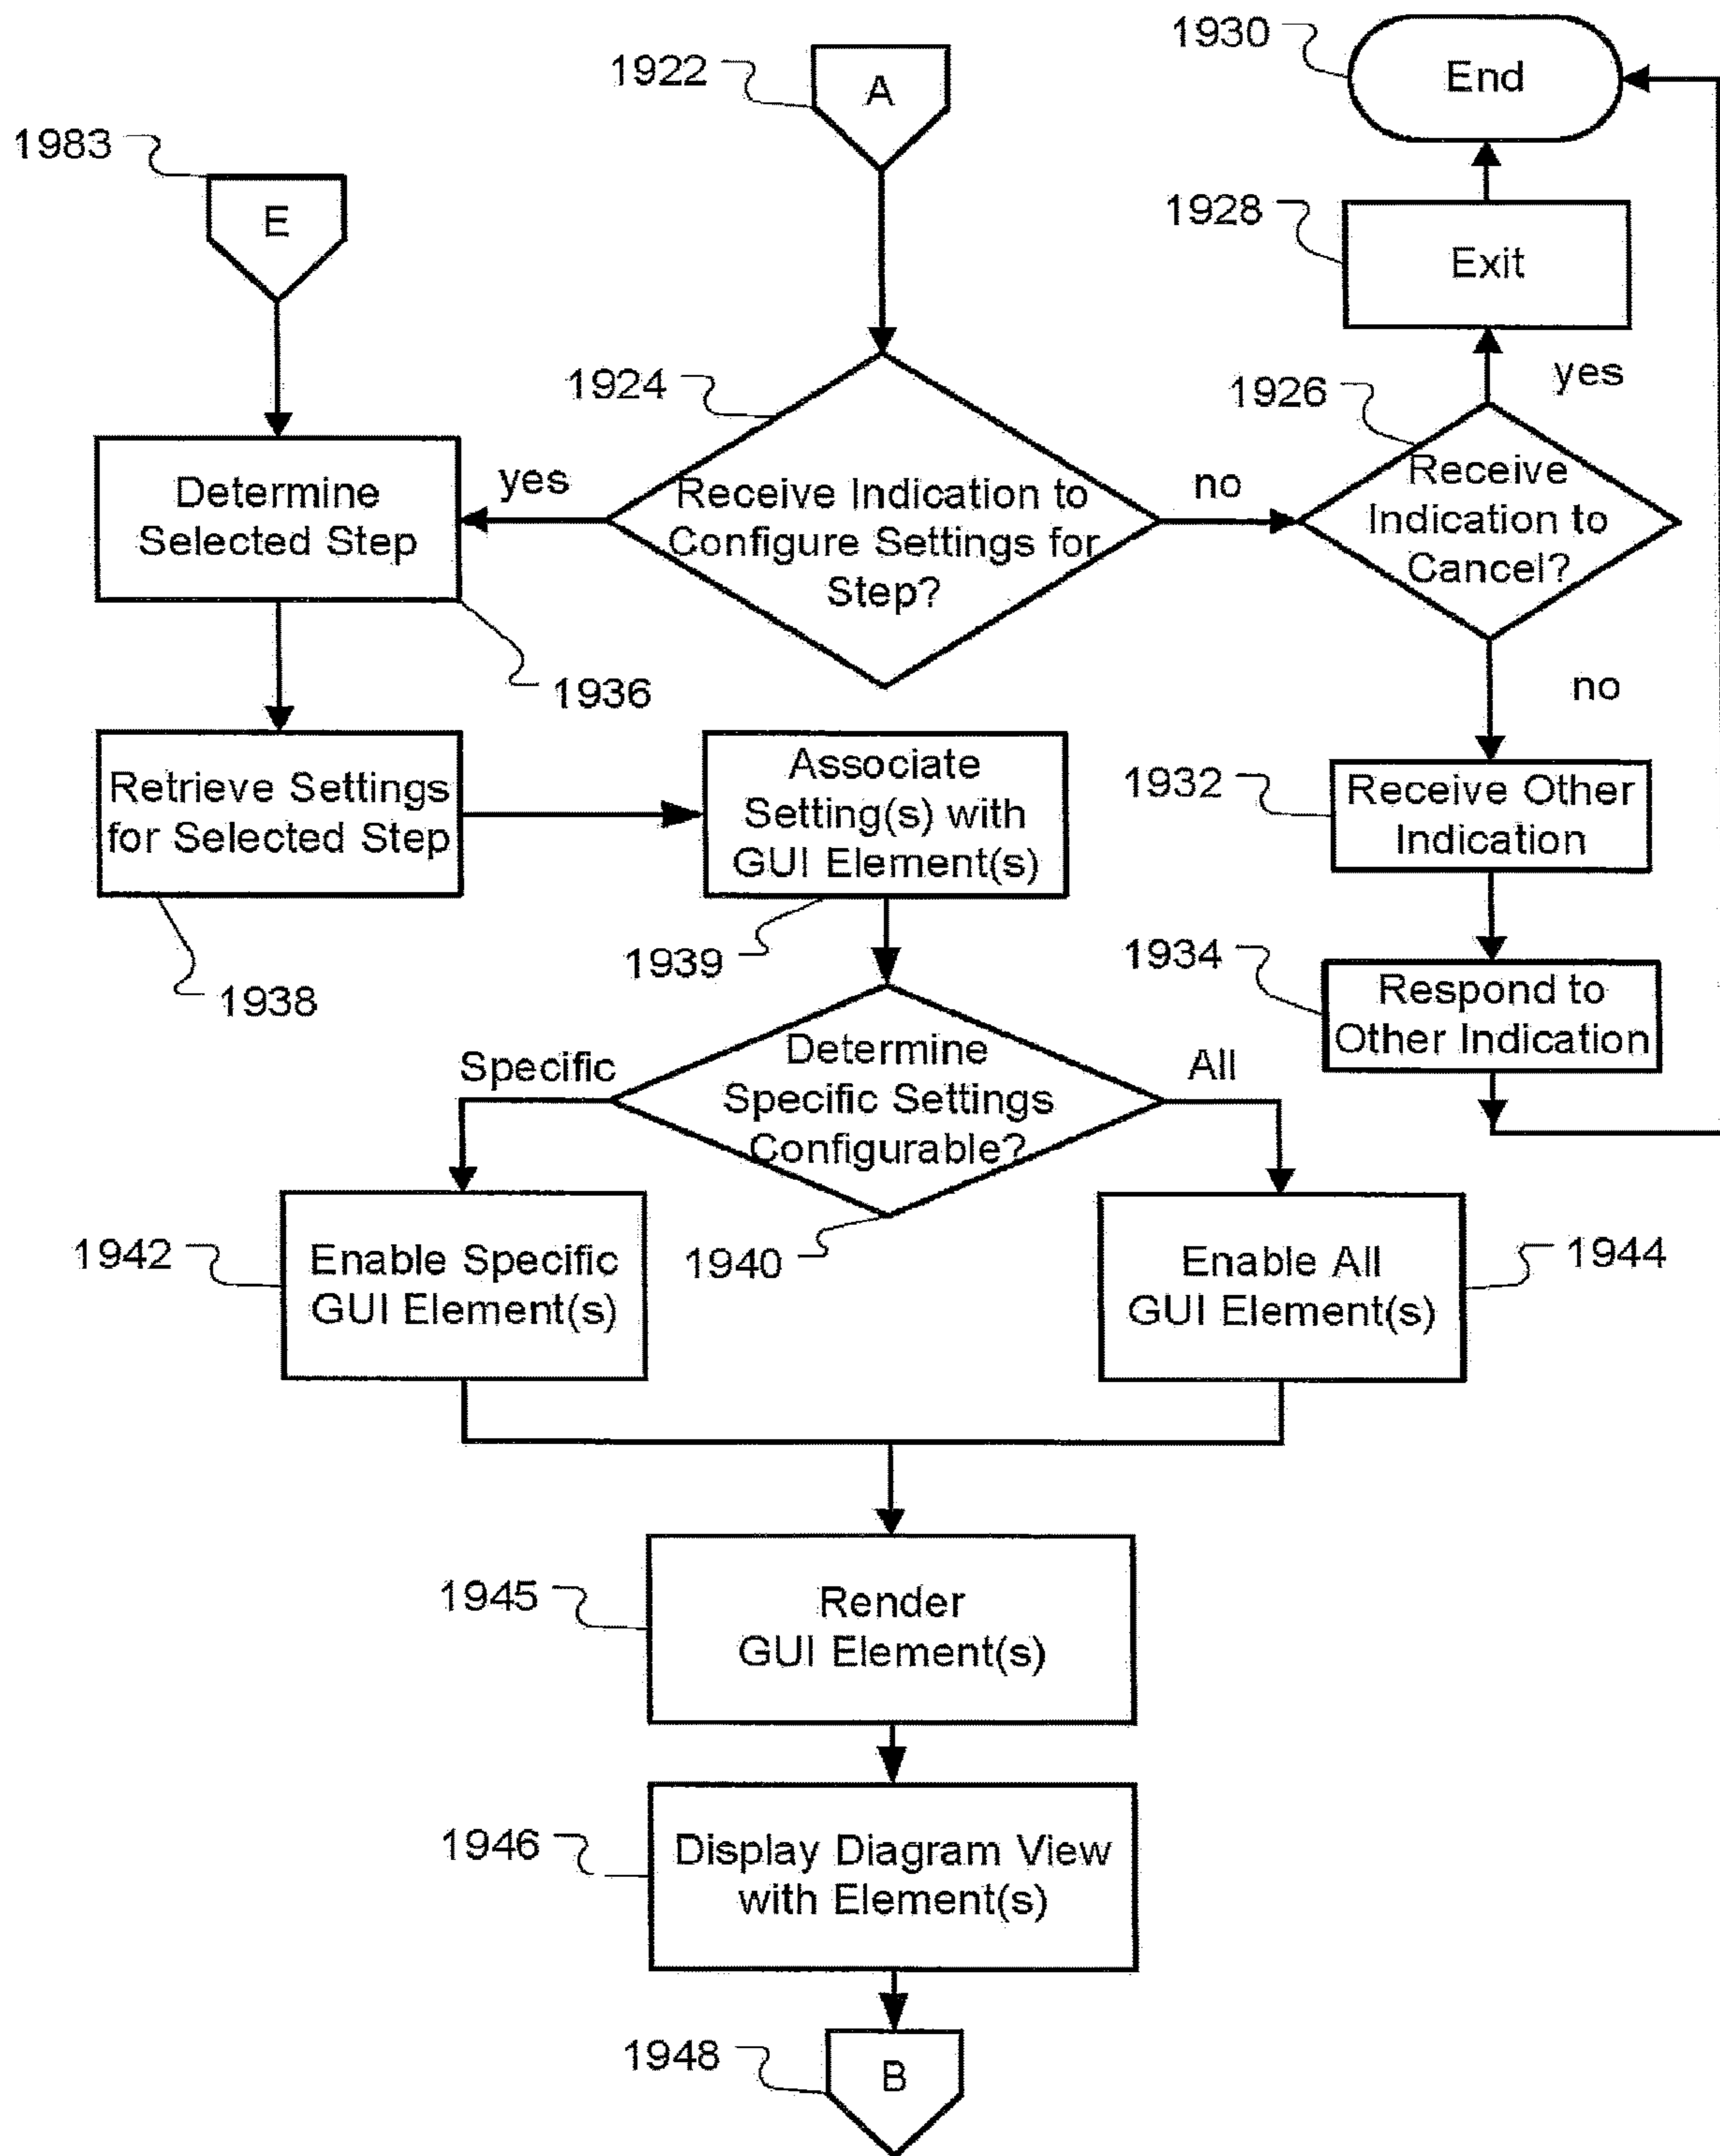 1930
End
1922
A
1983
E
1928
Exit
1924
1926
yes
Determine
Selected Step
yes
Receive Indication to
Configure Settings for
Step?
no
Receive
Indication to
Cancel?
1936
no
Retrieve Settings
for Selected Step
1938
Associate
Setting(s) with
GUI Element(s)
1939
1932
Receive Other
Indication
1934
Respond to
Other Indication
Specific
Determine
Specific Settings
Configurable?
All
1940
1942
Enable Specific
GUI Element(s)
Enable All
GUI Element(s)
1944
1945
Render
GUI Element(s)
1946
Display Diagram View
with Element(s)
1948
B